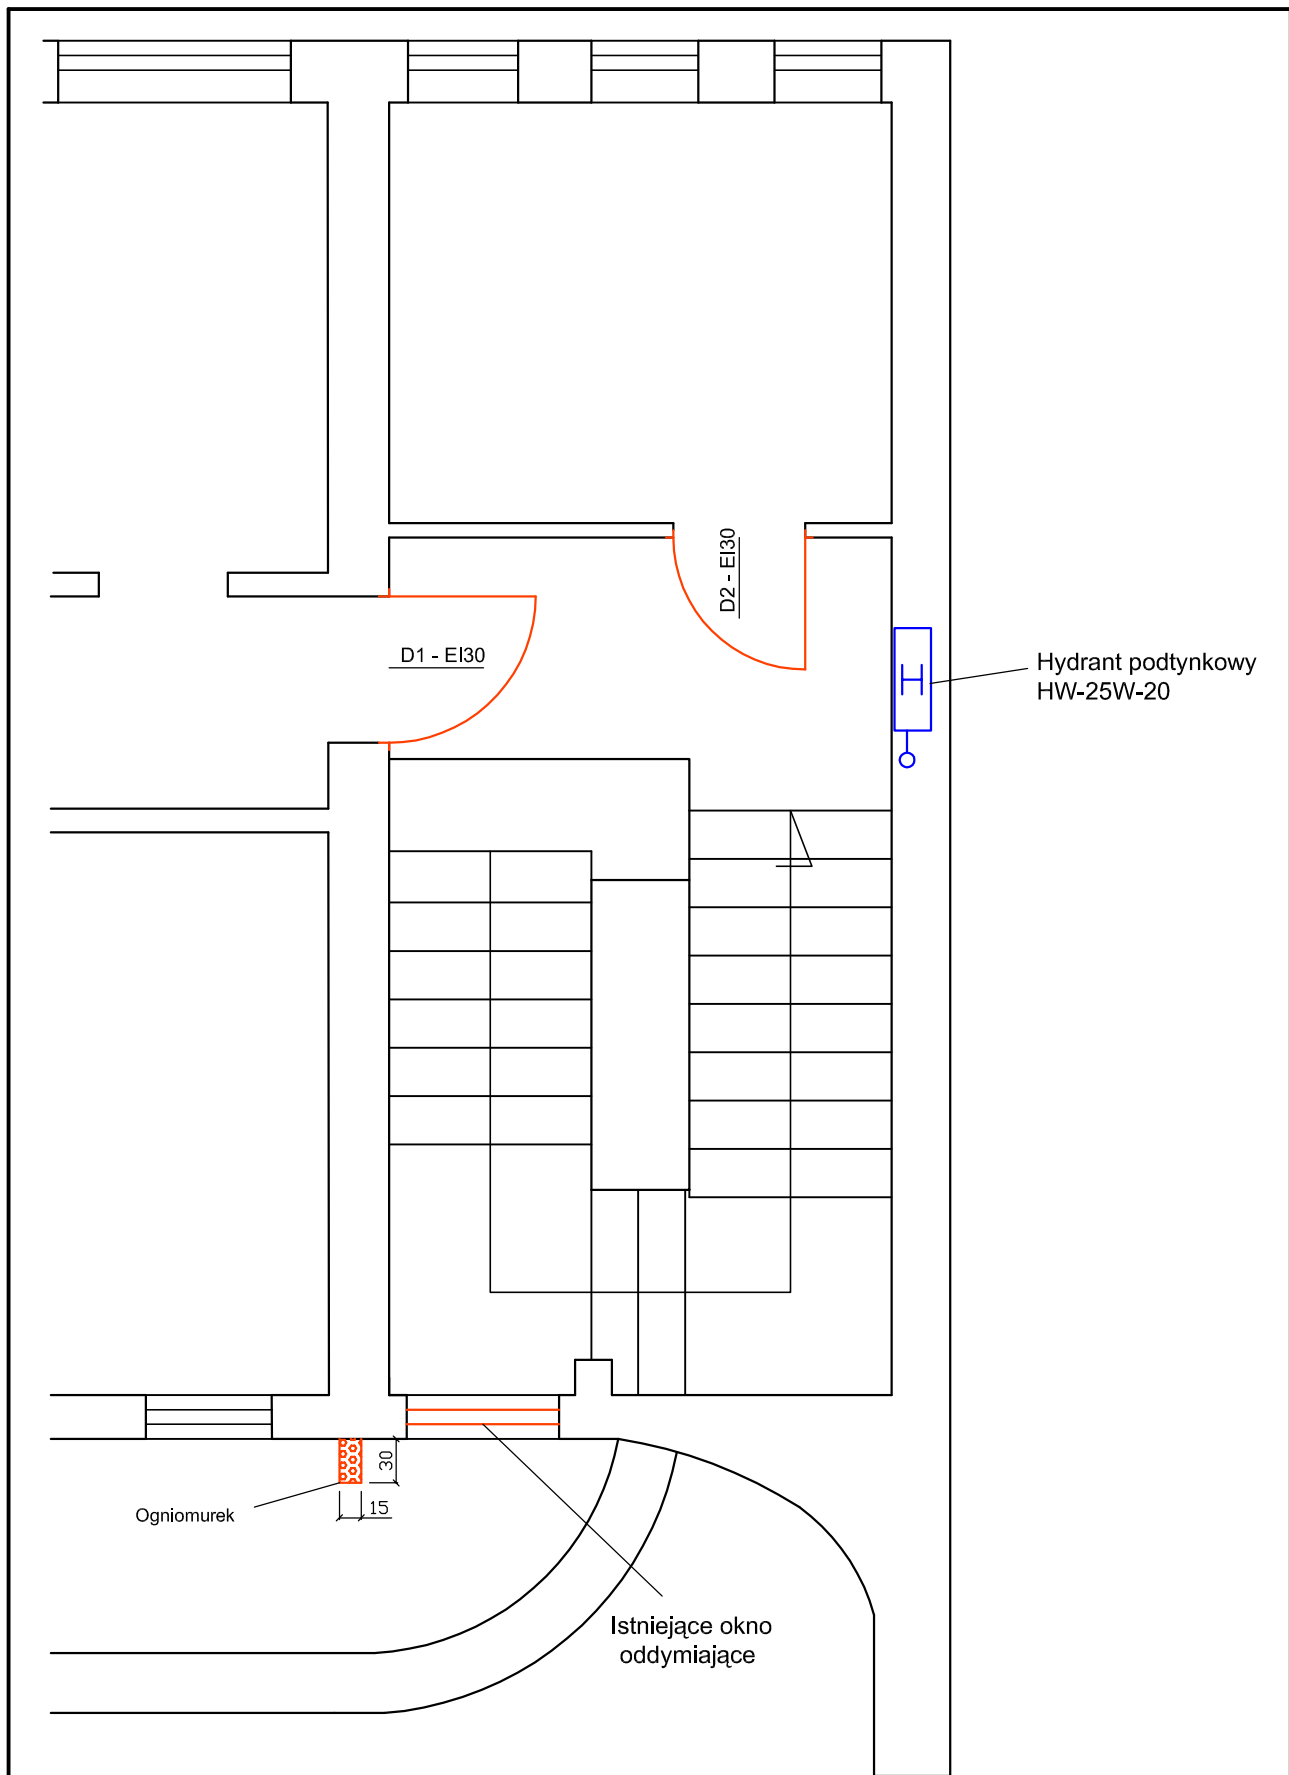 D2 - EI30
D1 - EI30
Hydrant podtynkowy
HW-25W-20
H
30
15
Ogniomurek
Istniejące okno
oddymiające